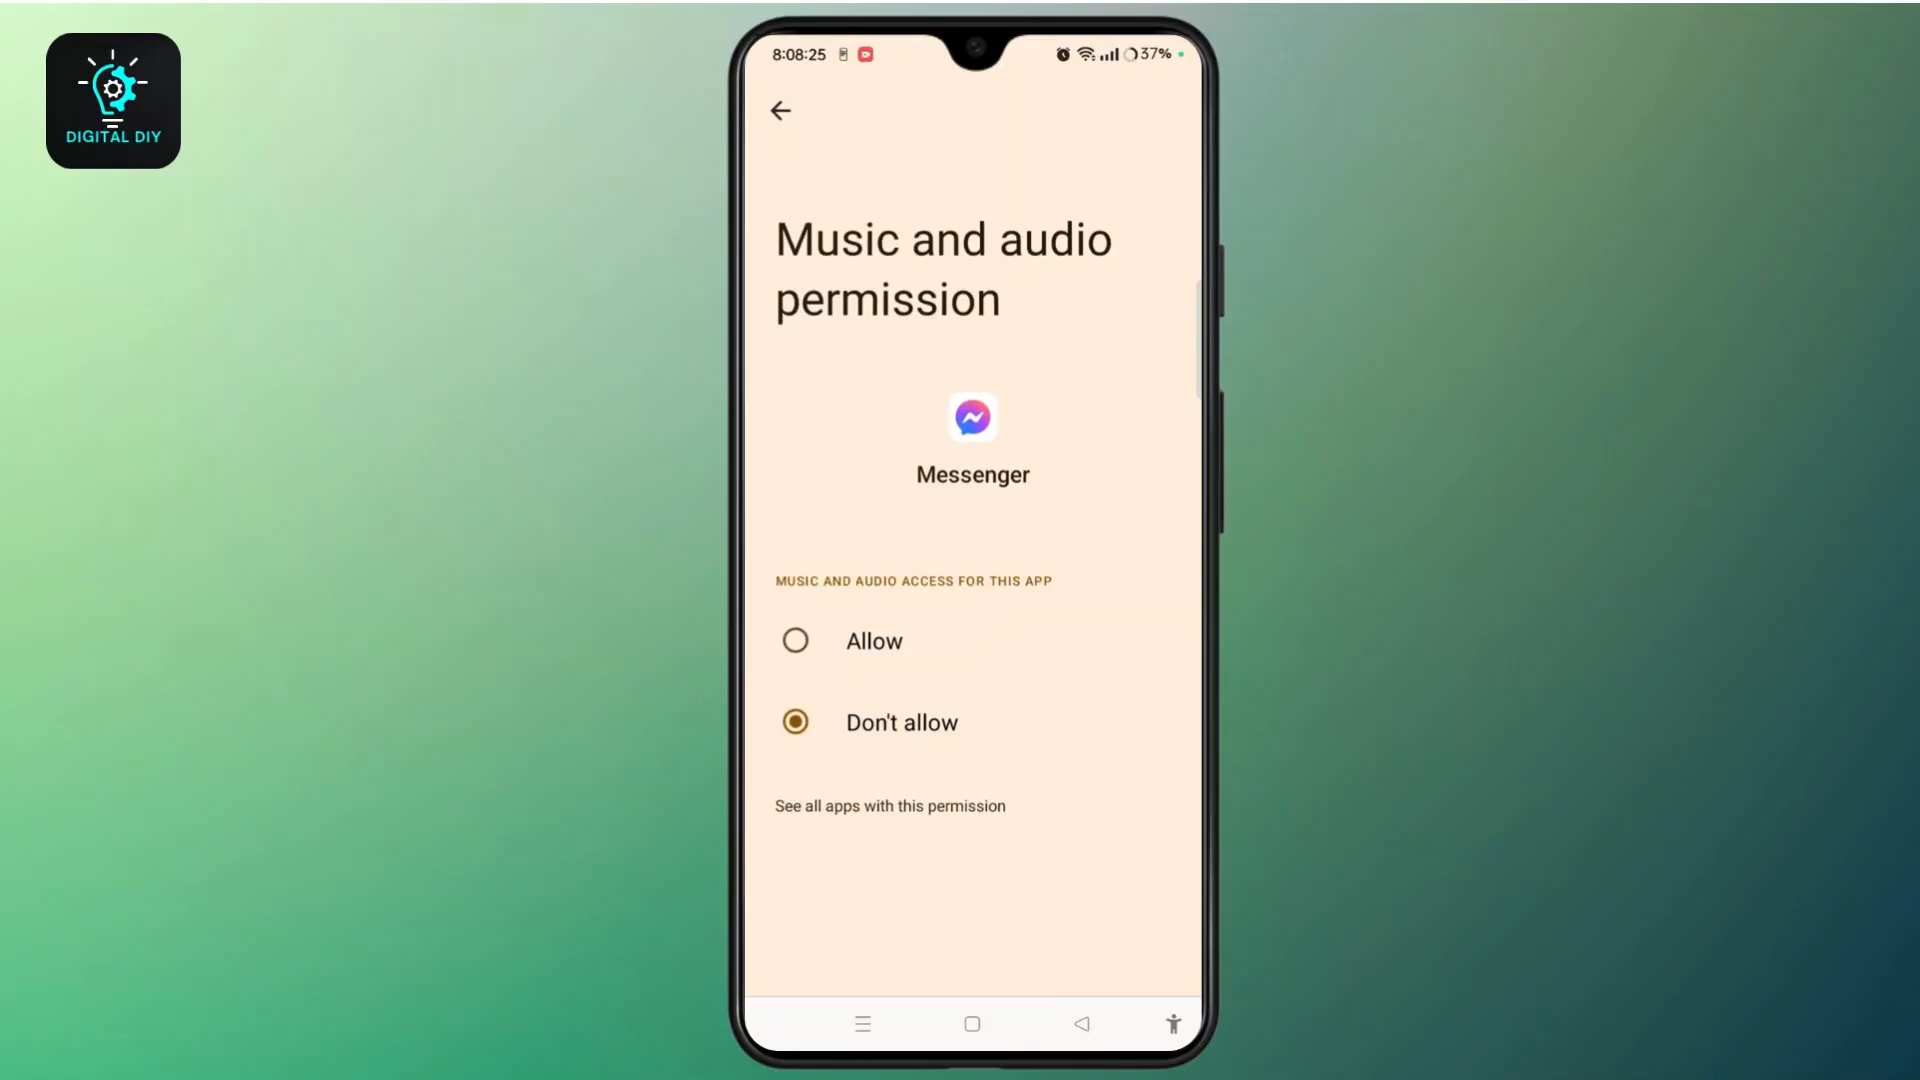 DIGITAL DIY
8:08:25
37%
Music and audio
permission
Messenger
MUSIC AND AUDIO ACCESS FOR THIS APP
Allow
Don't allow
See all apps with this permission